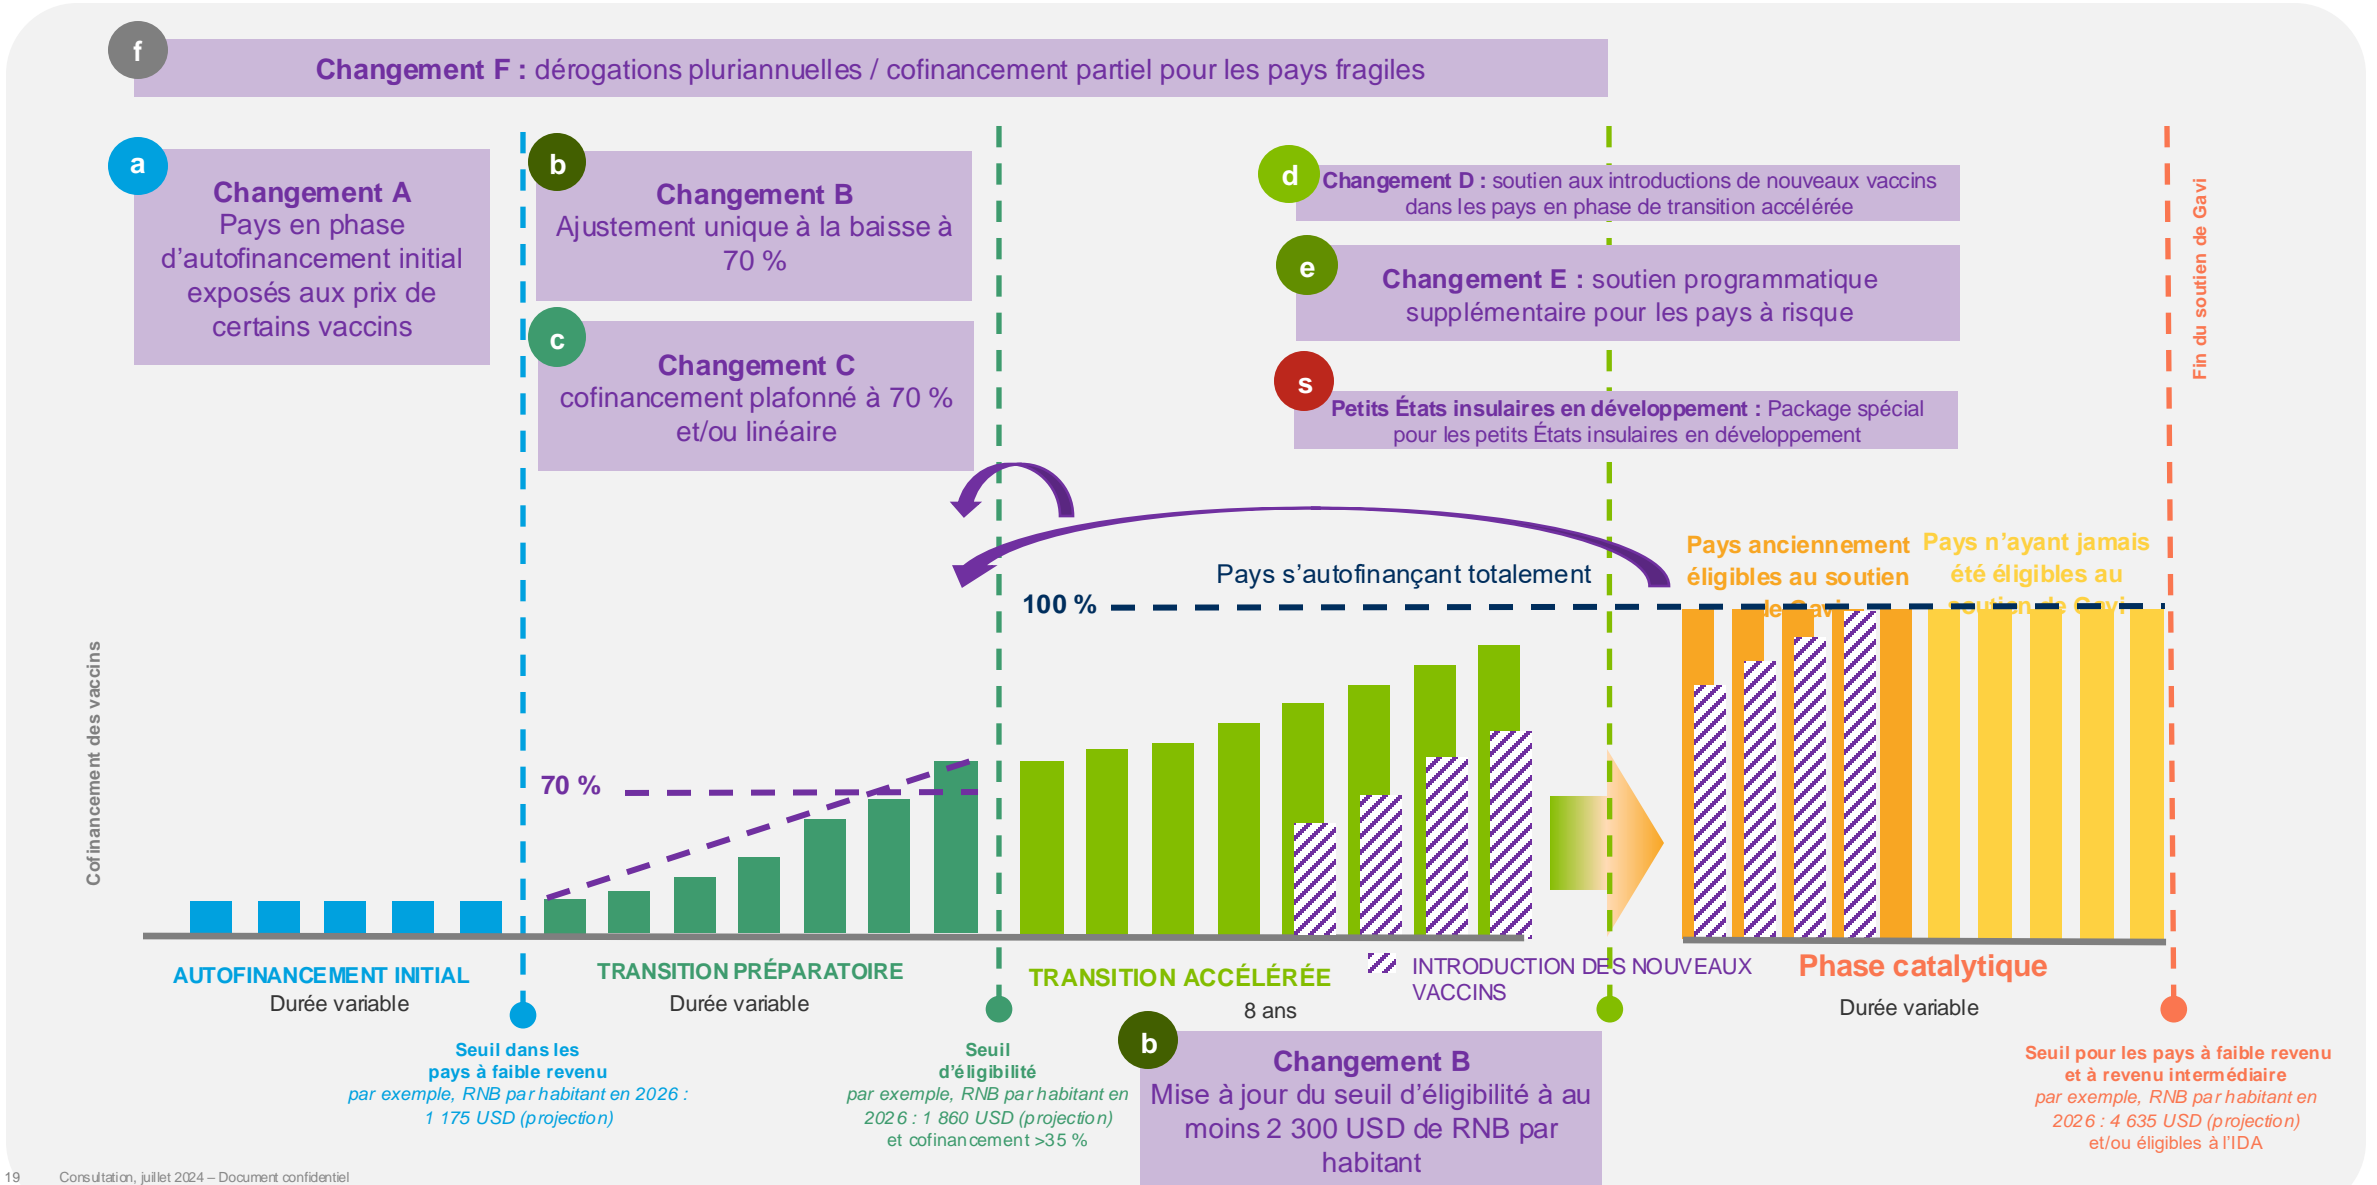 f
Changement F : dérogations pluriannuelles / cofinancement partiel pour les pays fragiles
a
Changement A
Pays en phase
d’autofinancement initial
exposés aux prix de
certains vaccins
b
Changement B
Ajustement unique à la baisse à
70 %
c
Changement C
cofinancement plafonné à 70 %
et/ou linéaire
d
Changement D : soutien aux introductions de nouveaux vaccins
dans les pays en phase de transition accélérée
e
Changement E : soutien programmatique
supplémentaire pour les pays à risque
s
Petits États insulaires en développement : Package spécial
pour les petits États insulaires en développement
Fin du soutien de Gavi
Pays anciennement
éligibles au soutien
de Gavi
Pays n’ayant jamais
été éligibles au
soutien de Gavi
Pays s’autofinançant totalement
100 %
70 %
Cofinancement des vaccins
AUTOFINANCEMENT INITIAL
Durée variable
TRANSITION PRÉPARATOIRE
Durée variable
TRANSITION ACCÉLÉRÉE
8 ans
INTRODUCTION DES NOUVEAUX
VACCINS
Phase catalytique
Durée variable
Seuil dans les
pays à faible revenu
par exemple, RNB par habitant en 2026 :
1 175 USD (projection)
Seuil
d’éligibilité
par exemple, RNB par habitant en
2026 : 1 860 USD (projection)
et cofinancement >35 %
b
Changement B
Mise à jour du seuil d’éligibilité à au
moins 2 300 USD de RNB par
habitant
Seuil pour les pays à faible revenu
et à revenu intermédiaire
par exemple, RNB par habitant en
2026 : 4 635 USD (projection)
et/ou éligibles à l’IDA
19
Consultation, juillet 2024 – Document confidentiel